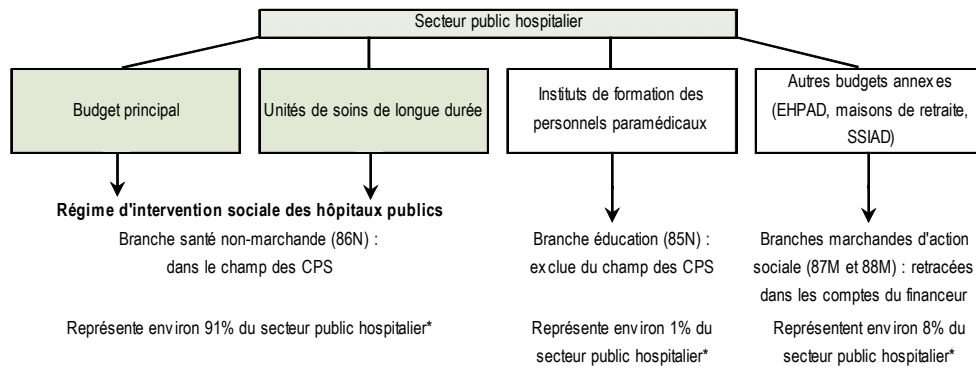 Secteur public hospitalier
Budget principal
Unités de soins de longue durée
Instituts de formation des
personnels paramédicaux
Autres budgets annexes
(EHPAD, maisons de retraite,
SSIAD)
Régime d'intervention sociale des hôpitaux publics
Branche santé non-marchande (86N) :
dans le champ des CPS
Branche éducation (85N) :
exclue du champ des CPS
Branches marchandes d'action
sociale (87M et 88M) : retracées
dans les comptes du financeur
Représente environ 91% du secteur public hospitalier*
Représente environ 1% du
secteur public hospitalier*
Représentent environ 8% du
secteur public hospitalier*